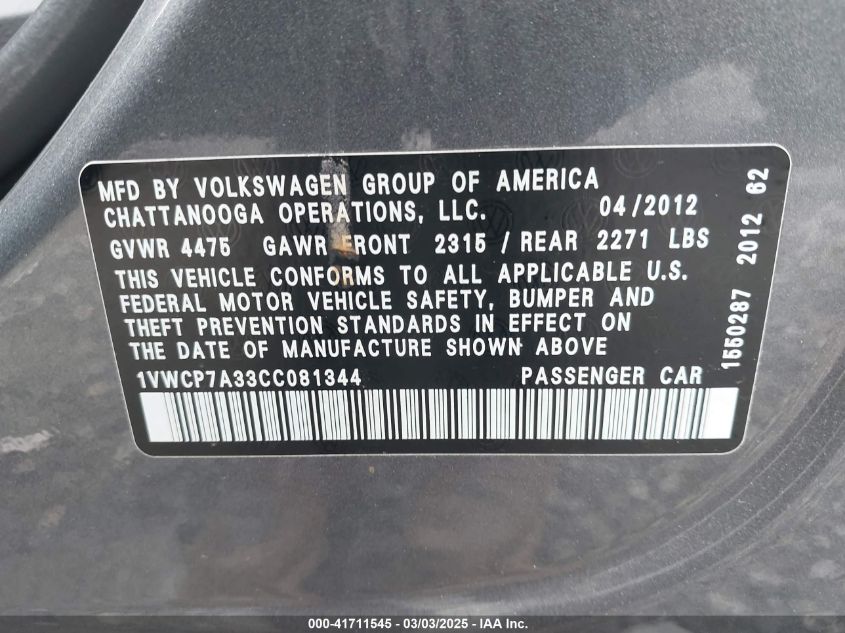 MFD BY VOLKSWAGEN GROUP OF AMERICA
CHATTANOOGA OPERATIONS, LLC. 04/2012
GVWR 4475 GAWR FRONT 2315 / REAR 2271 LBS
THIS VEHICLE CONFORMS TO ALL APPLICABLE U.S.
FEDERAL MOTOR VEHICLE SAFETY, BUMPER AND
THEFT PREVENTION STANDARDS IN EFFECT ON
THE DATE OF MANUFACTURE SHOWN ABOVE
1VWCP7A33CC081344 PASSENGER CAR
1550287 2012 62
000-41711545 - 03/03/2025 - IAA Inc.